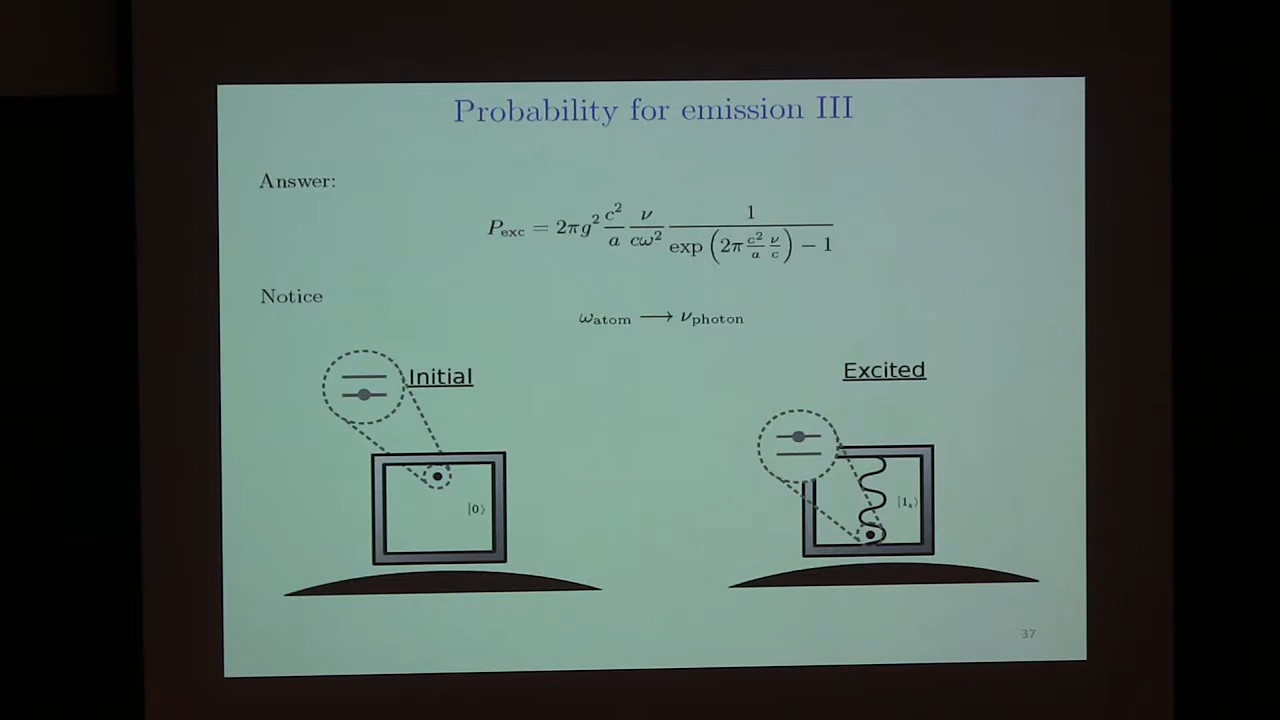 Probability for emission III
Answer:
P_exc = 2πg² c²/a ν/(cω²) 1/(exp(2π c²/a ν/c) − 1)
Notice
ω_atom ⟶ ν_photon
Initial
Excited
|0⟩
|1_k⟩
37